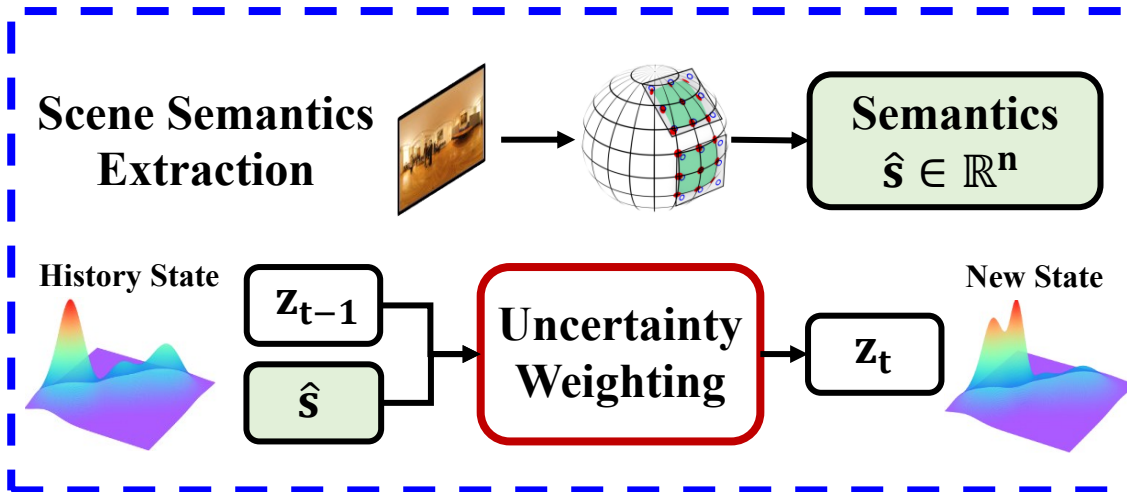 Scene Semantics
Extraction
Semantics
ŝ ∈ ℝⁿ
History State
z_{t−1}
ŝ
Uncertainty
Weighting
z_t
New State